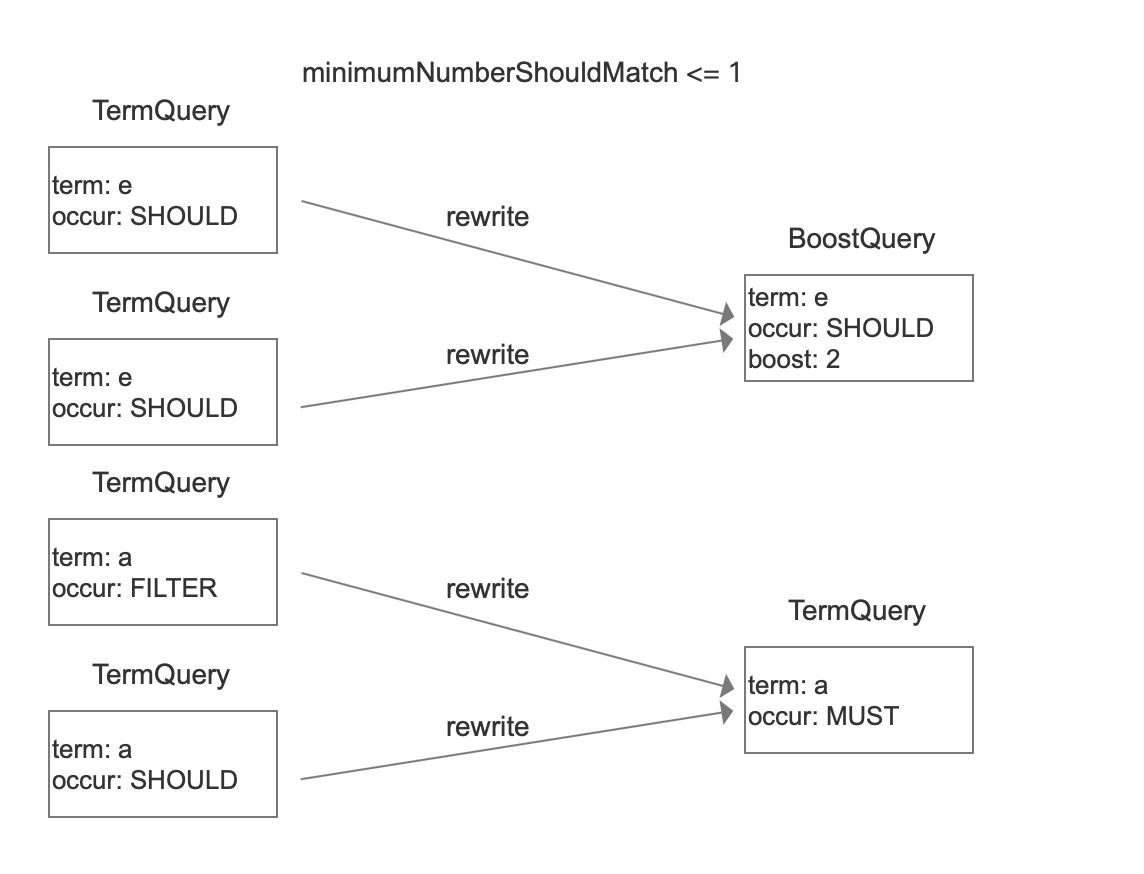 minimumNumberShouldMatch <= 1
TermQuery
term: e
occur: SHOULD
rewrite
TermQuery
term: e
occur: SHOULD
rewrite
BoostQuery
term: e
occur: SHOULD
boost: 2
TermQuery
term: a
occur: FILTER
rewrite
TermQuery
term: a
occur: SHOULD
rewrite
TermQuery
term: a
occur: MUST